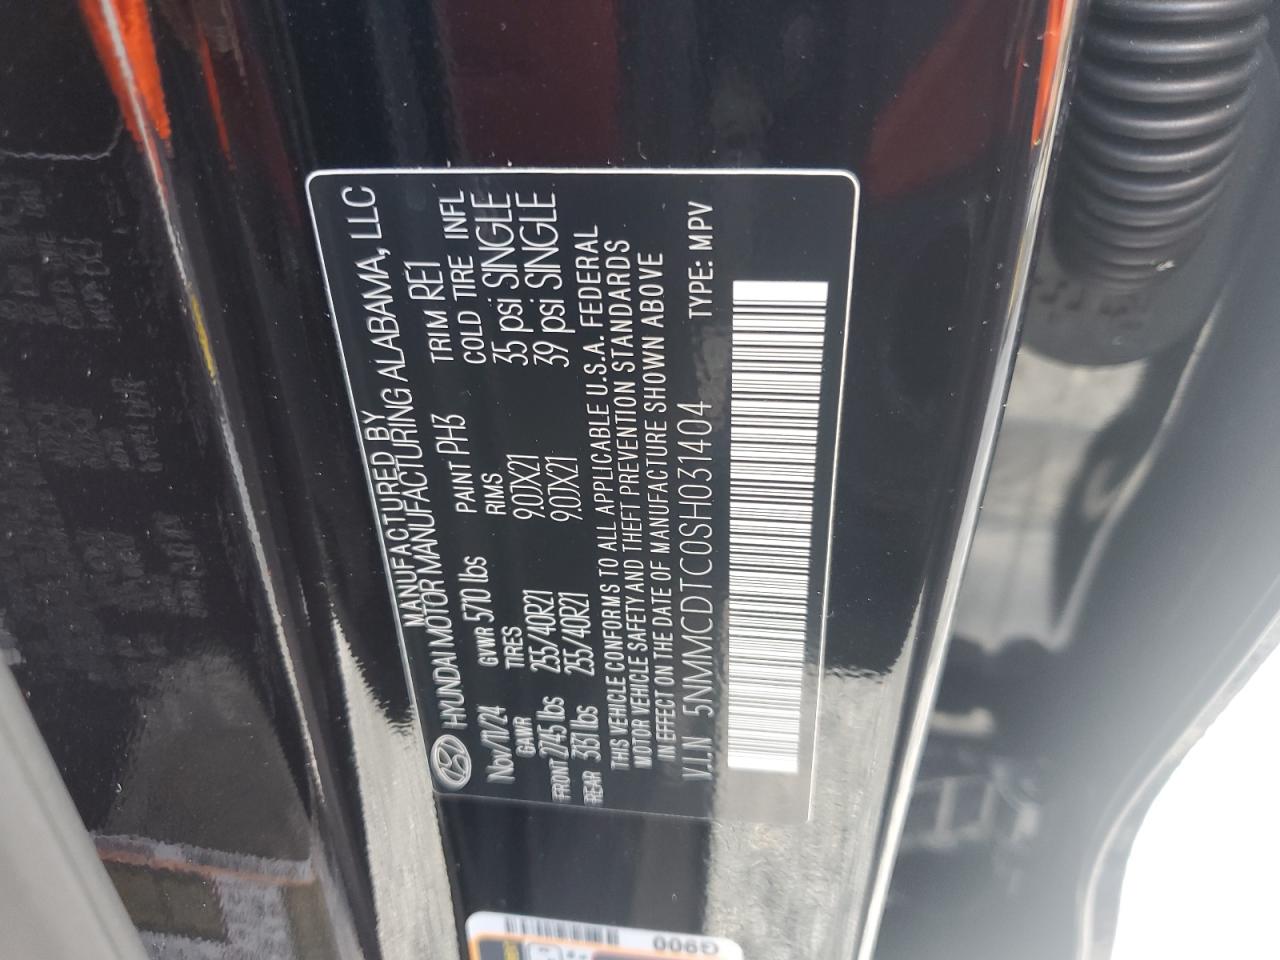 MANUFACTURED BY
HYUNDAI MOTOR MANUFACTURING ALABAMA, LLC
Nov/11/24 GVWR 5710 lbs PAINT PH3 TRIM RE1
GAWR TIRES RIMS COLD TIRE INFL
FRONT 2745 lbs 255/40R21 9.0JX21 35 psi SINGLE
REAR 3131 lbs 255/40R21 9.0JX21 39 psi SINGLE
THIS VEHICLE CONFORMS TO ALL APPLICABLE U.S.A. FEDERAL
MOTOR VEHICLE SAFETY AND THEFT PREVENTION STANDARDS
IN EFFECT ON THE DATE OF MANUFACTURE SHOWN ABOVE
V.I.N 5NMMCDTC0SH031404 TYPE: MPV
G900